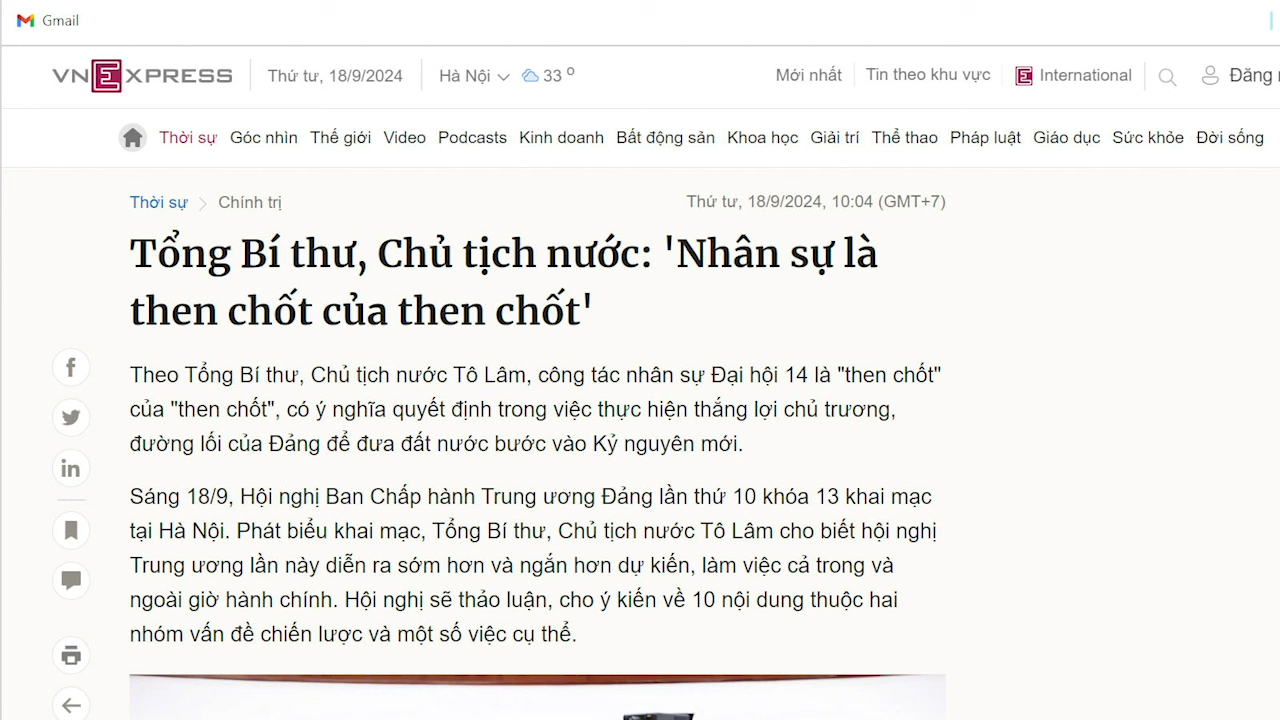 Gmail
VNEXPRESS
Thứ tư, 18/9/2024
Hà Nội
33 º
Mới nhất
Tin theo khu vực
E International
Đăng
Thời sự Góc nhìn Thế giới Video Podcasts Kinh doanh Bất động sản Khoa học Giải trí Thể thao Pháp luật Giáo dục Sức khỏe Đời sống
Thời sự Chính trị
Thứ tư, 18/9/2024, 10:04 (GMT+7)
Tổng Bí thư, Chủ tịch nước: 'Nhân sự là
then chốt của then chốt'
Theo Tổng Bí thư, Chủ tịch nước Tô Lâm, công tác nhân sự Đại hội 14 là "then chốt"
của "then chốt", có ý nghĩa quyết định trong việc thực hiện thắng lợi chủ trương,
đường lối của Đảng để đưa đất nước bước vào Kỷ nguyên mới.
Sáng 18/9, Hội nghị Ban Chấp hành Trung ương Đảng lần thứ 10 khóa 13 khai mạc
tại Hà Nội. Phát biểu khai mạc, Tổng Bí thư, Chủ tịch nước Tô Lâm cho biết hội nghị
Trung ương lần này diễn ra sớm hơn và ngắn hơn dự kiến, làm việc cả trong và
ngoài giờ hành chính. Hội nghị sẽ thảo luận, cho ý kiến về 10 nội dung thuộc hai
nhóm vấn đề chiến lược và một số việc cụ thể.